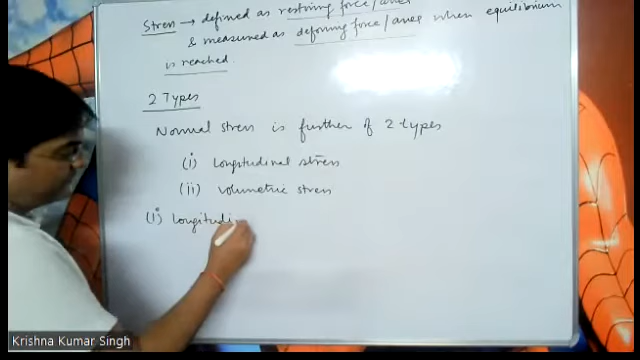 Stress → defined as restoring force/area
& measured as deforming force/area when equilibrium
is reached.
2 Types
Normal stress is further of 2 types
(i) longitudinal stress
(ii) volumetric stress
(i) longitudi
Krishna Kumar Singh